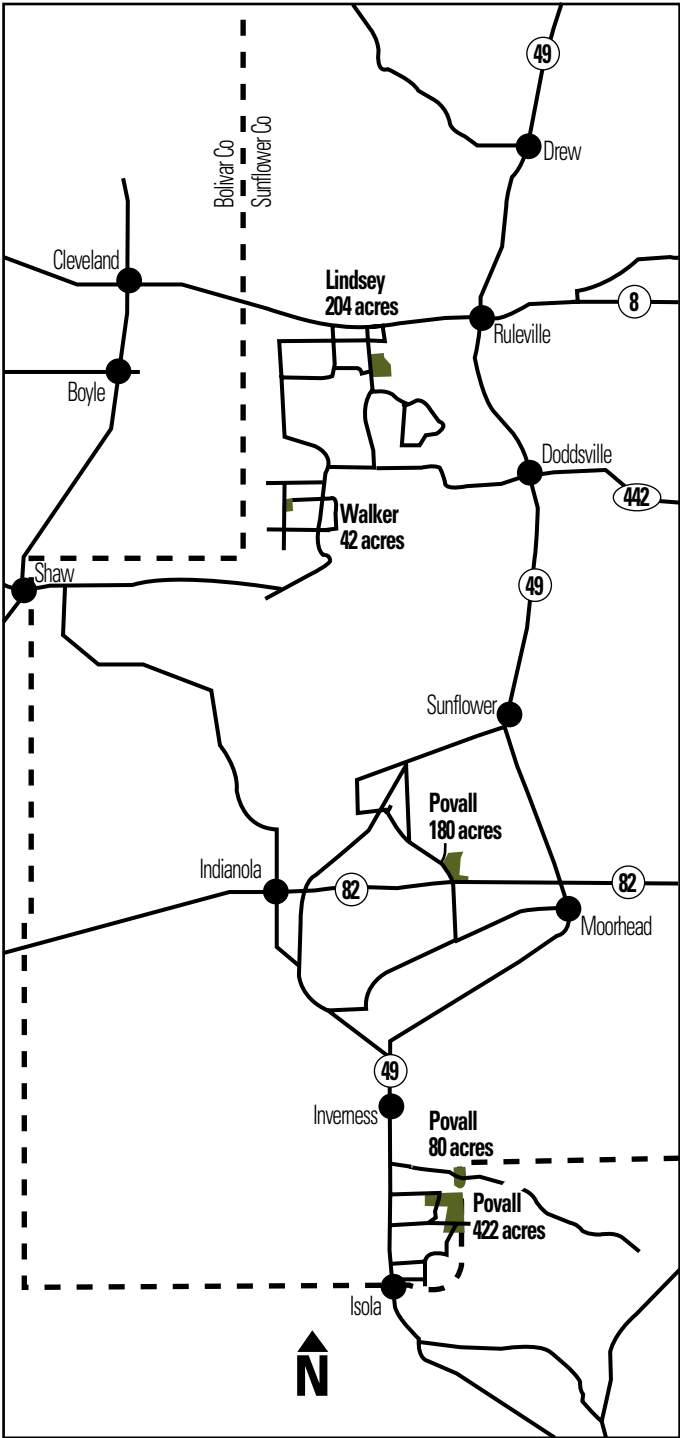 49
Drew
Bolivar Co
Sunflower Co
Cleveland
Lindsey
204 acres
8
Ruleville
Boyle
Doddsville
442
Walker
42 acres
Shaw
49
Sunflower
Povall
180 acres
Indianola
82
82
Moorhead
49
Inverness
Povall
80 acres
Povall
422 acres
Isola
N